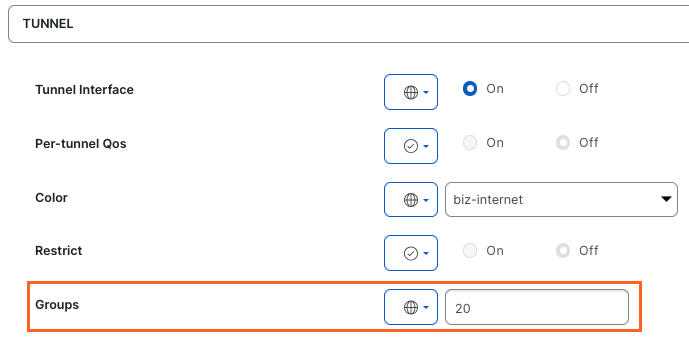 TUNNEL
Tunnel Interface On Off
Per-tunnel Qos On Off
Color biz-internet
Restrict On Off
Groups 20